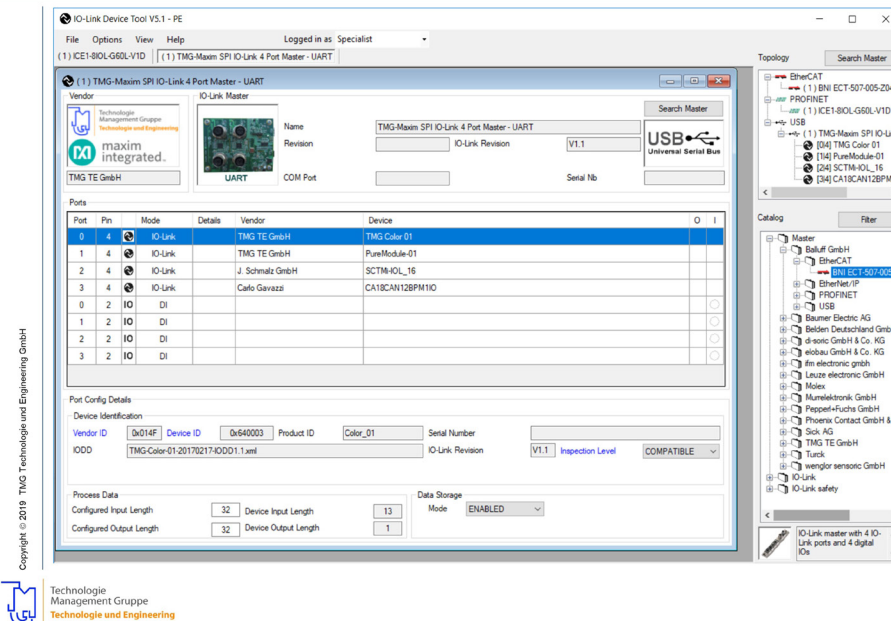 IO-Link Device Tool V5.1 - PE
File Options View Help Logged in as Specialist
(1) ICE1-8IOL-G60L-V1D (1) TMG-Maxim SPI IO-Link 4 Port Master - UART
(1) TMG-Maxim SPI IO-Link 4 Port Master - UART
Vendor IO-Link Master
Technologie
Management Gruppe
Technologie und Engineering
maxim
integrated.
TMG TE GmbH
UART
Search Master
Name TMG-Maxim SPI IO-Link 4 Port Master - UART
Revision IO-Link Revision V1.1
COM Port Serial Nb
USB
Universal Serial Bus
Ports
Port Pin Mode Details Vendor Device O I
0 4 IO-Link TMG TE GmbH TMG Color 01
1 4 IO-Link TMG TE GmbH PureModule-01
2 4 IO-Link J. Schmalz GmbH SCTMi-IOL_16
3 4 IO-Link Carlo Gavazzi CA18CAN12BPM1IO
0 2 IO DI
1 2 IO DI
2 2 IO DI
3 2 IO DI
Port Config Details
Device Identification
Vendor ID 0x014F Device ID 0x640003 Product ID Color_01 Serial Number
IODD TMG-Color-01-20170217-IODD1.1.xml IO-Link Revision V1.1 Inspection Level COMPATIBLE
Process Data
Configured Input Length 32 Device Input Length 13
Configured Output Length 32 Device Output Length 1
Data Storage
Mode ENABLED
Topology Search Master
EtherCAT
(1) BNI ECT-507-005-Z04
PROFINET
(1) ICE1-8IOL-G60L-V1D
USB
(1) TMG-Maxim SPI IO-Li
[0/4] TMG Color 01
[1/4] PureModule-01
[2/4] SCTMi-IOL_16
[3/4] CA18CAN12BPM
Catalog Filter
Master
Balluff GmbH
EtherCAT
BNI ECT-507-005
EtherNet/IP
PROFINET
USB
Baumer Electric AG
Belden Deutschland Gmb
di-soric GmbH & Co. KG
elobau GmbH & Co. KG
ifm electronic gmbh
Leuze electronic GmbH
Molex
Murrelektronik GmbH
Pepperl+Fuchs GmbH
Phoenix Contact GmbH &
Sick AG
TMG TE GmbH
Turck
wenglor sensoric GmbH
IO-Link
IO-Link safety
IO-Link master with 4 IO-
Link ports and 4 digital
IOs
Copyright © 2019 TMG Technologie und Engineering GmbH
Technologie
Management Gruppe
Technologie und Engineering